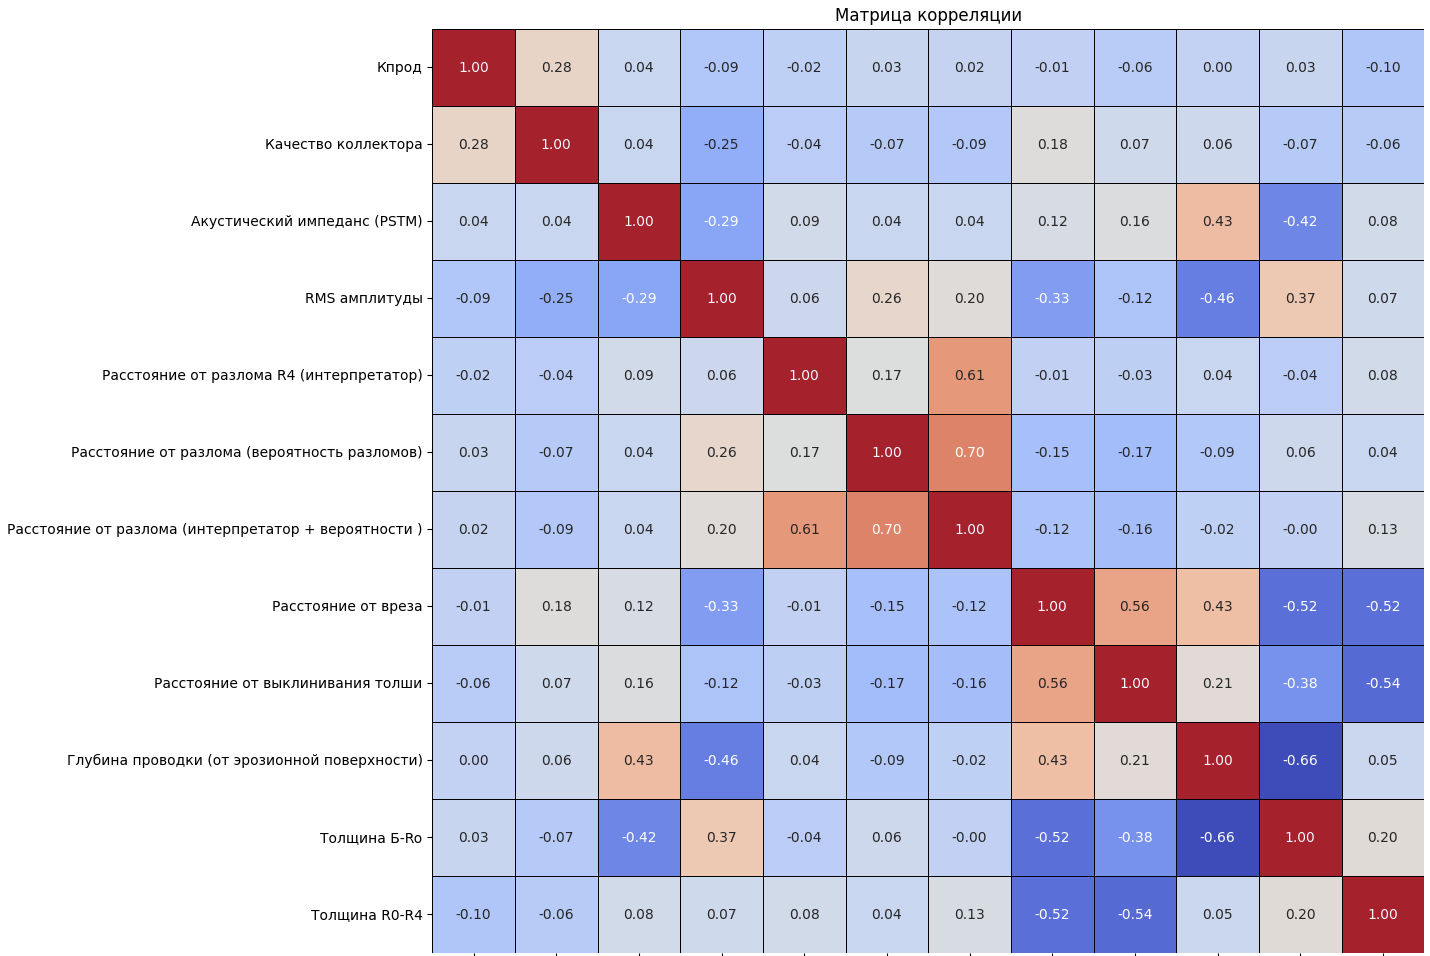 Матрица корреляции
Кпрод 1.00 0.28 0.04 -0.09 -0.02 0.03 0.02 -0.01 -0.06 0.00 0.03 -0.10
Качество коллектора 0.28 1.00 0.04 -0.25 -0.04 -0.07 -0.09 0.18 0.07 0.06 -0.07 -0.06
Акустический импеданс (PSTM) 0.04 0.04 1.00 -0.29 0.09 0.04 0.04 0.12 0.16 0.43 -0.42 0.08
RMS амплитуды -0.09 -0.25 -0.29 1.00 0.06 0.26 0.20 -0.33 -0.12 -0.46 0.37 0.07
Расстояние от разлома R4 (интерпретатор) -0.02 -0.04 0.09 0.06 1.00 0.17 0.61 -0.01 -0.03 0.04 -0.04 0.08
Расстояние от разлома (вероятность разломов) 0.03 -0.07 0.04 0.26 0.17 1.00 0.70 -0.15 -0.17 -0.09 0.06 0.04
Расстояние от разлома (интерпретатор + вероятности ) 0.02 -0.09 0.04 0.20 0.61 0.70 1.00 -0.12 -0.16 -0.02 -0.00 0.13
Расстояние от вреза -0.01 0.18 0.12 -0.33 -0.01 -0.15 -0.12 1.00 0.56 0.43 -0.52 -0.52
Расстояние от выклинивания толши -0.06 0.07 0.16 -0.12 -0.03 -0.17 -0.16 0.56 1.00 0.21 -0.38 -0.54
Глубина проводки (от эрозионной поверхности) 0.00 0.06 0.43 -0.46 0.04 -0.09 -0.02 0.43 0.21 1.00 -0.66 0.05
Толщина Б-Ro 0.03 -0.07 -0.42 0.37 -0.04 0.06 -0.00 -0.52 -0.38 -0.66 1.00 0.20
Толщина R0-R4 -0.10 -0.06 0.08 0.07 0.08 0.04 0.13 -0.52 -0.54 0.05 0.20 1.00